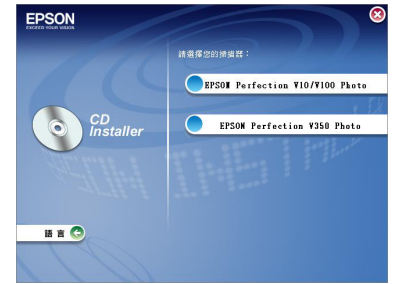 EPSON
EXCEED YOUR VISION
請選擇您的掃描器：
EPSON Perfection V10/V100 Photo
CD
Installer
EPSON Perfection V350 Photo
語言